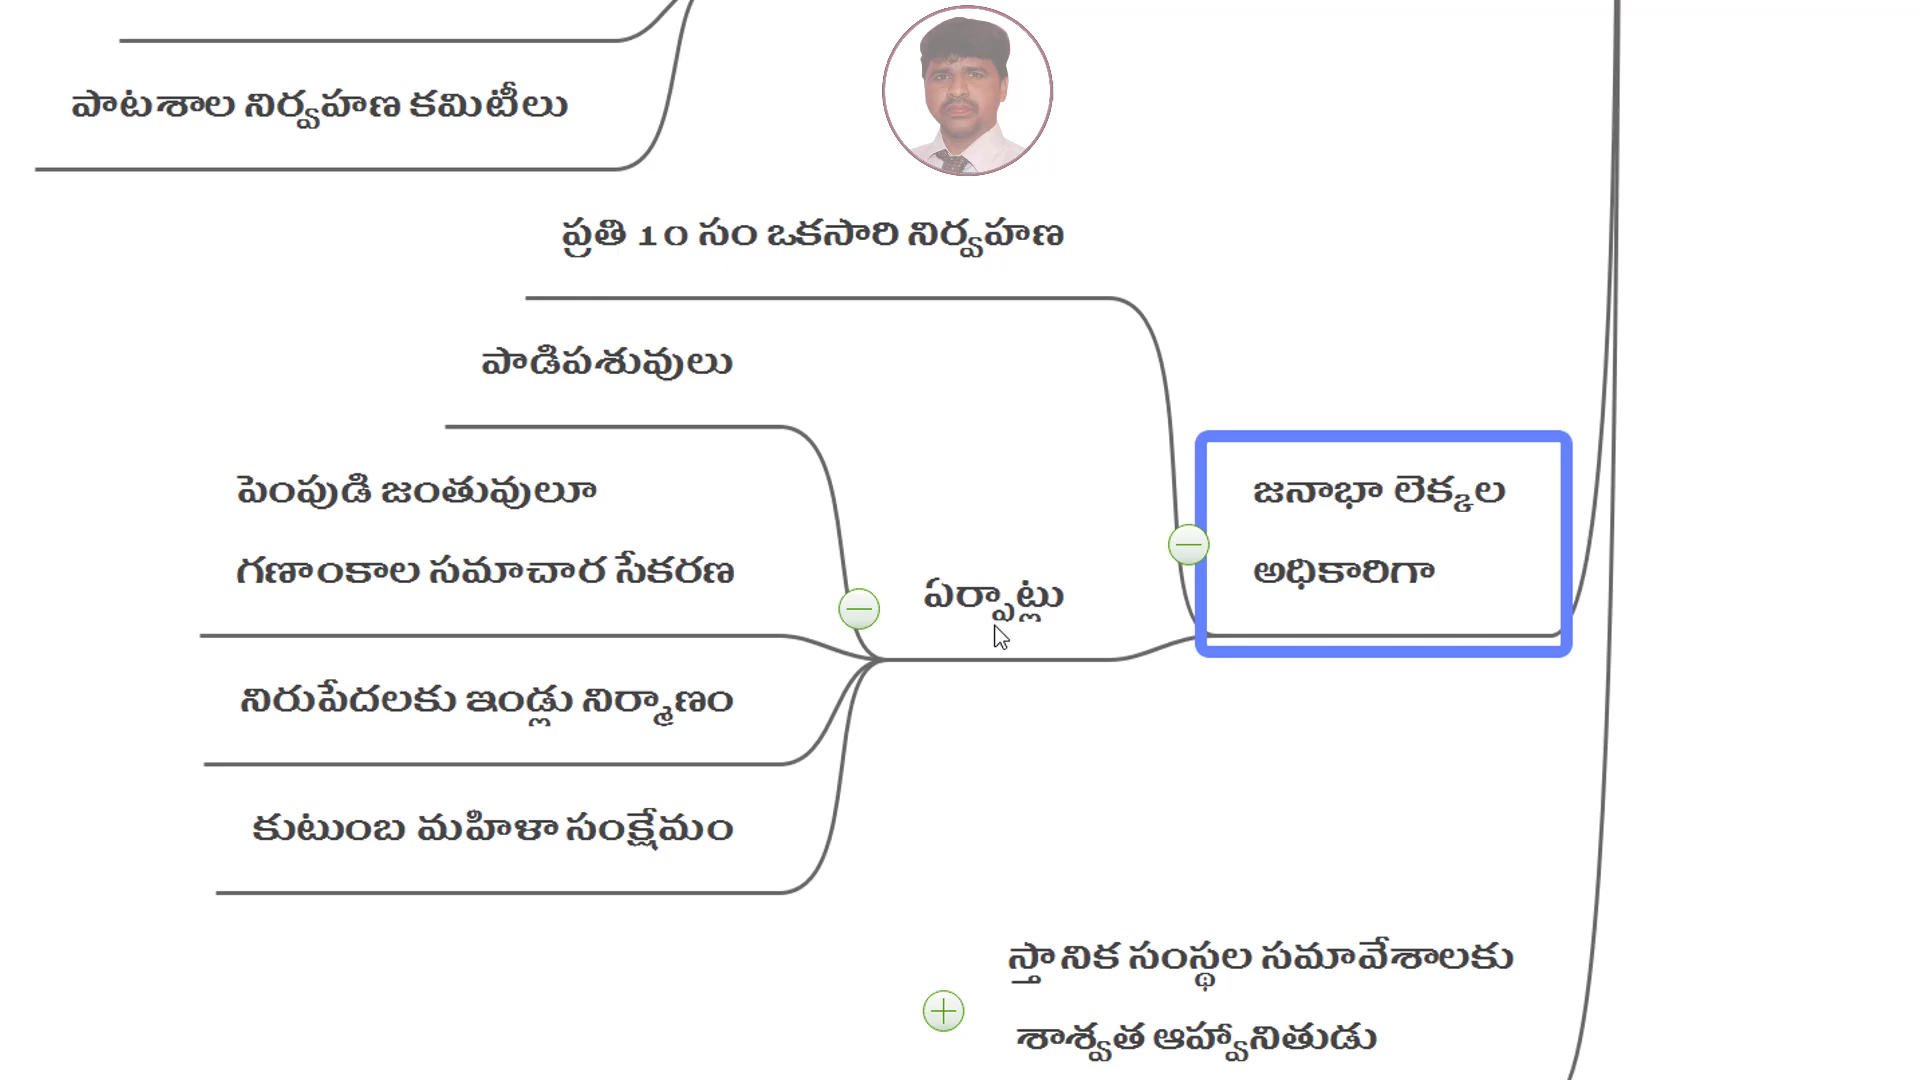 పాటశాల నిర్వహణ కమిటీలు
ప్రతి 10 సం ఒకసారి నిర్వహణ
పాడిపశువులు
పెంపుడి జంతువులూ
గణాంకాల సమాచార సేకరణ
నిరుపేదలకు ఇండ్లు నిర్మాణం
కుటుంబ మహిళా సంక్షేమం
ఏర్పాట్లు
జనాభా లెక్కల
అధికారిగా
స్తానిక సంస్థల సమావేశాలకు
శాశ్వత ఆహ్వానితుడు